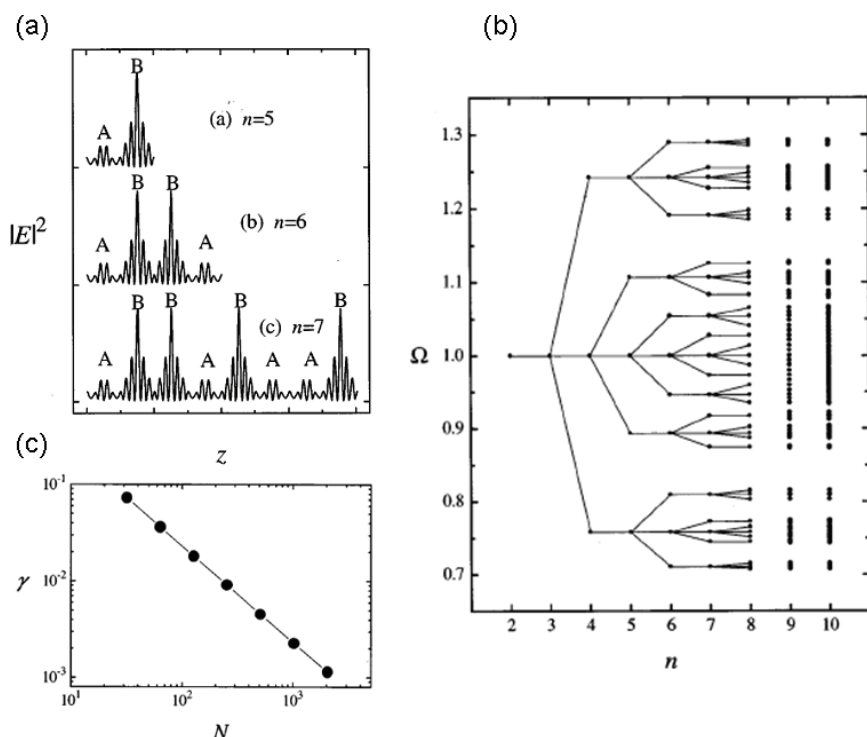 (a)
B
A
(a) n=5
B B
A A
(b) n=6
|E|²
B B B B
A A A A
(c) n=7
z
(b)
1.3
1.2
1.1
1.0
0.9
0.8
0.7
Ω
2 3 4 5 6 7 8 9 10
n
(c)
10⁻¹
10⁻²
10⁻³
γ
10¹ 10² 10³
N